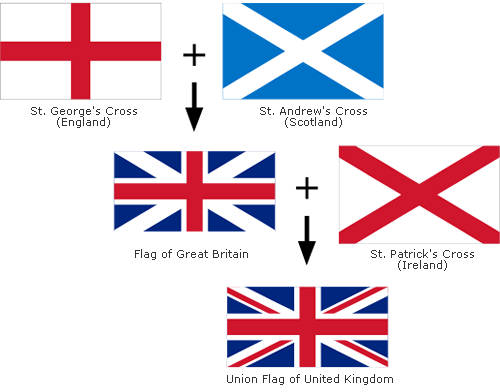 St. George's Cross
(England)
St. Andrew's Cross
(Scotland)
Flag of Great Britain
St. Patrick's Cross
(Ireland)
Union Flag of United Kingdom